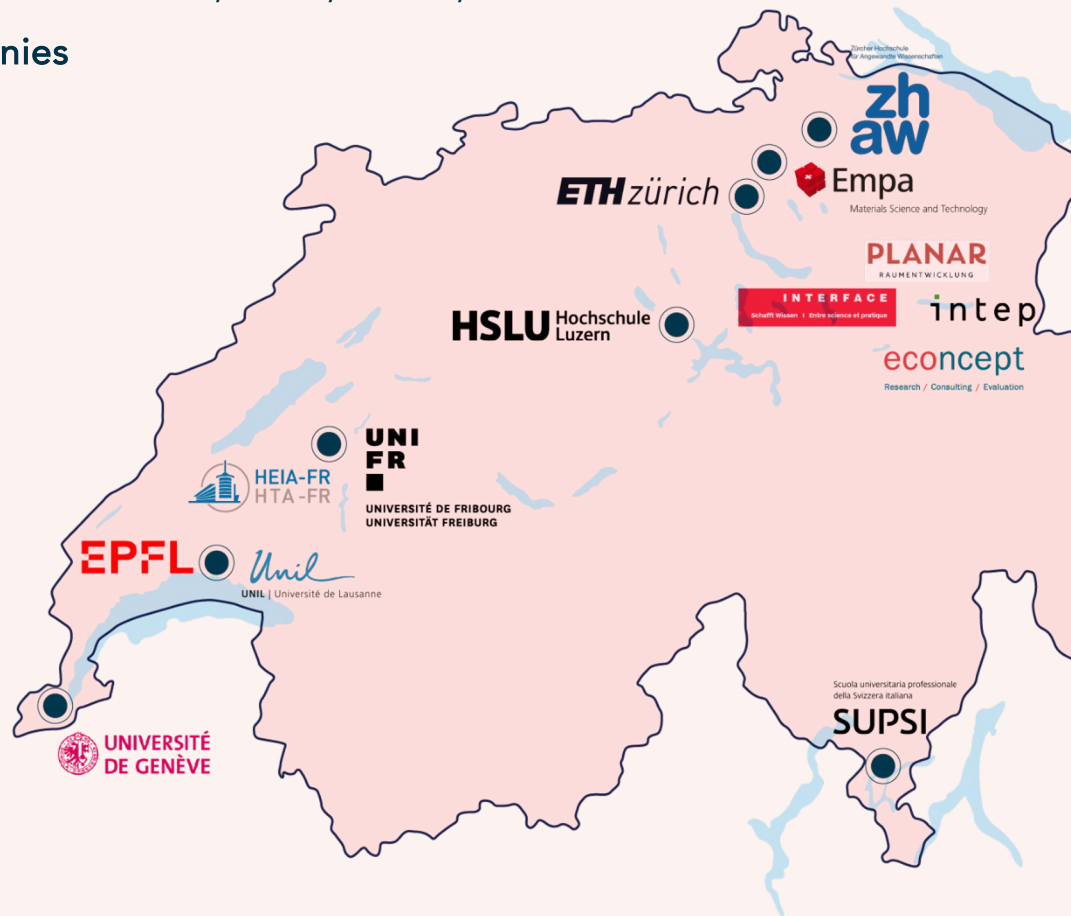 nies
Zürcher Hochschule
für Angewandte Wissenschaften
zh
aw
ETH zürich
Empa
Materials Science and Technology
PLANAR
RAUMENTWICKLUNG
INTERFACE
Schafft Wissen I Entre science et pratique
intep
HSLU Hochschule
Luzern
econcept
Research / Consulting / Evaluation
UNI
FR
HEIA-FR
HTA-FR
UNIVERSITÉ DE FRIBOURG
UNIVERSITÄT FREIBURG
EPFL
Unil
UNIL | Université de Lausanne
Scuola universitaria professionale
della Svizzera italiana
SUPSI
UNIVERSITÉ
DE GENÈVE